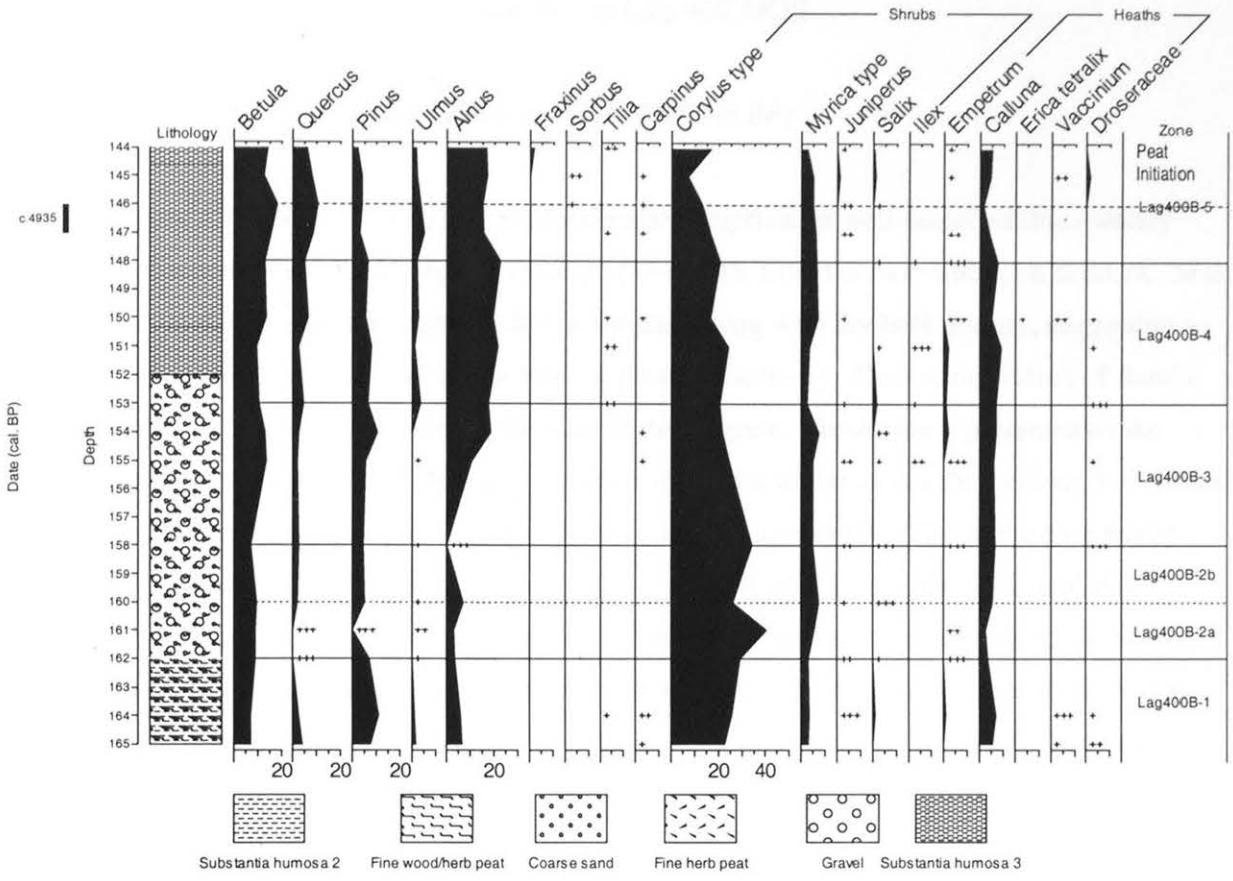 Shrubs Heaths
Betula Quercus Pinus Ulmus Alnus Fraxinus Sorbus Tilia Carpinus Corylus type Myrica type Juniperus Salix Ilex Empetrum Calluna Erica tetralix Vaccinium Droseraceae
Lithology Zone
144
145
146
147
148
150
151
152
153
154
155
156
157
158
159
160
161
162
163
164
165
Date (cal. BP)
Depth
c 4935
Peat
Initiation
Lag400B-5
Lag400B-4
Lag400B-3
Lag400B-2b
Lag400B-2a
Lag400B-1
20 20 20 20 20 40 20 20
Substantia humosa 2 Fine wood/herb peat Coarse sand Fine herb peat Gravel Substantia humosa 3